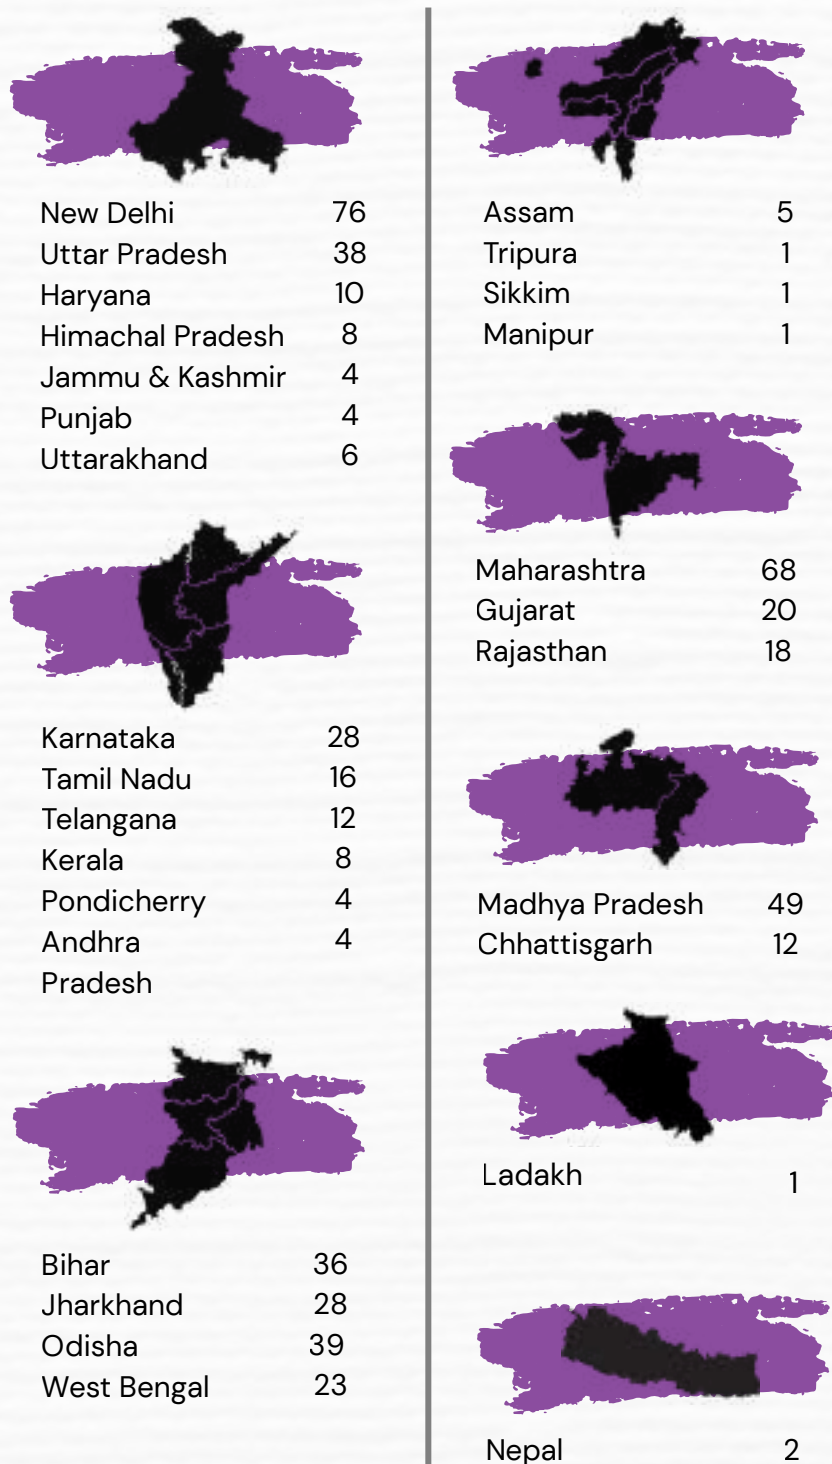 New Delhi 76
Uttar Pradesh 38
Haryana 10
Himachal Pradesh 8
Jammu & Kashmir 4
Punjab 4
Uttarakhand 6
Karnataka 28
Tamil Nadu 16
Telangana 12
Kerala 8
Pondicherry 4
Andhra 4
Pradesh
Bihar 36
Jharkhand 28
Odisha 39
West Bengal 23
Assam 5
Tripura 1
Sikkim 1
Manipur 1
Maharashtra 68
Gujarat 20
Rajasthan 18
Madhya Pradesh 49
Chhattisgarh 12
Ladakh 1
Nepal 2